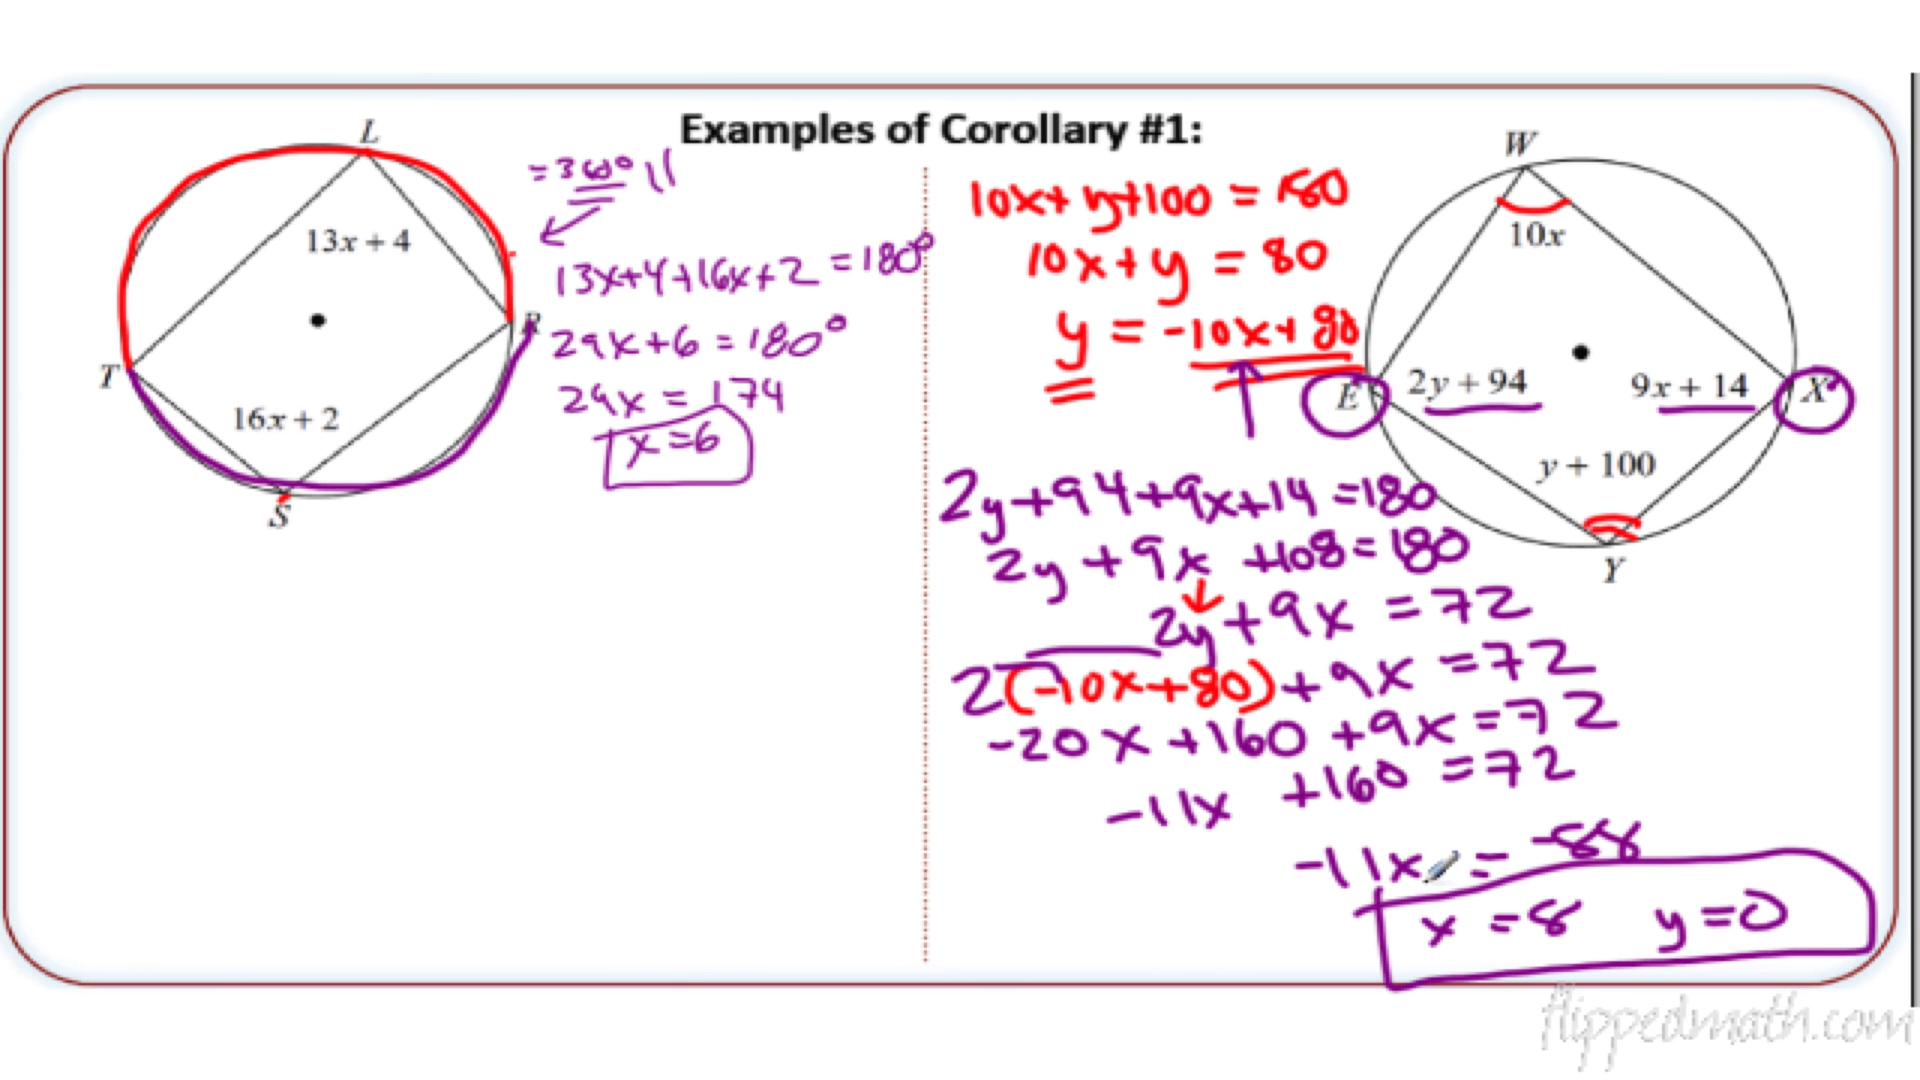 Examples of Corollary #1:
L
13x + 4
T
R
16x + 2
S
= 360°
13x+4+16x+2 = 180°
29x+6 = 180°
29x = 174
x = 6
10x + y+100 = 180
10x + y = 80
y = -10x + 80
W
10x
E
2y + 94
9x + 14
X
y + 100
Y
2y+94+9x+14 = 180
2y + 9x +108 = 180
2y + 9x = 72
2(-10x+80) + 9x = 72
-20x + 160 + 9x = 72
-11x + 160 = 72
-11x = -88
x = 8 y = 0
flippedmath.com